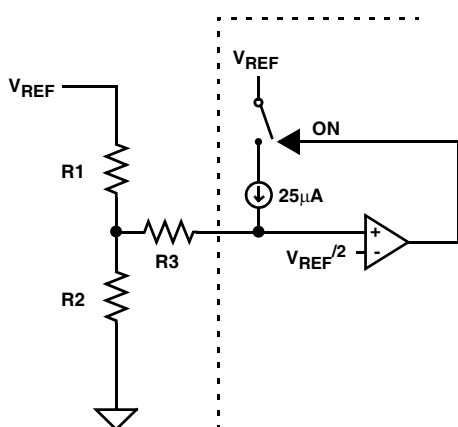 VREF
VREF
ON
R1
25µA
+
R3
VREF/2
-
R2